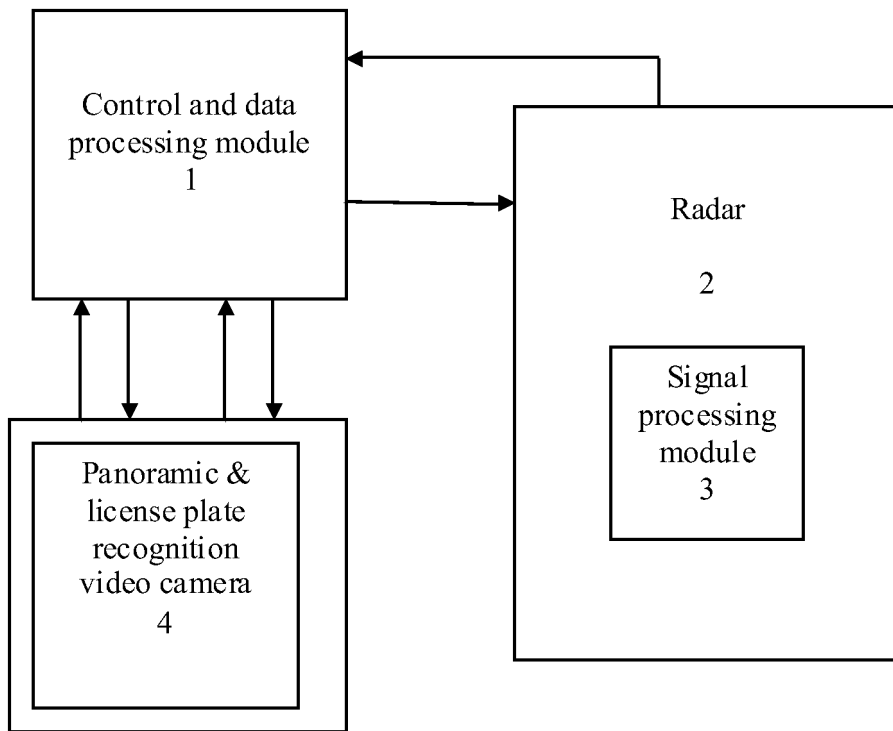 Control and data
processing module
1
Radar
2
Signal
processing
module
3
Panoramic &
license plate
recognition
video camera
4